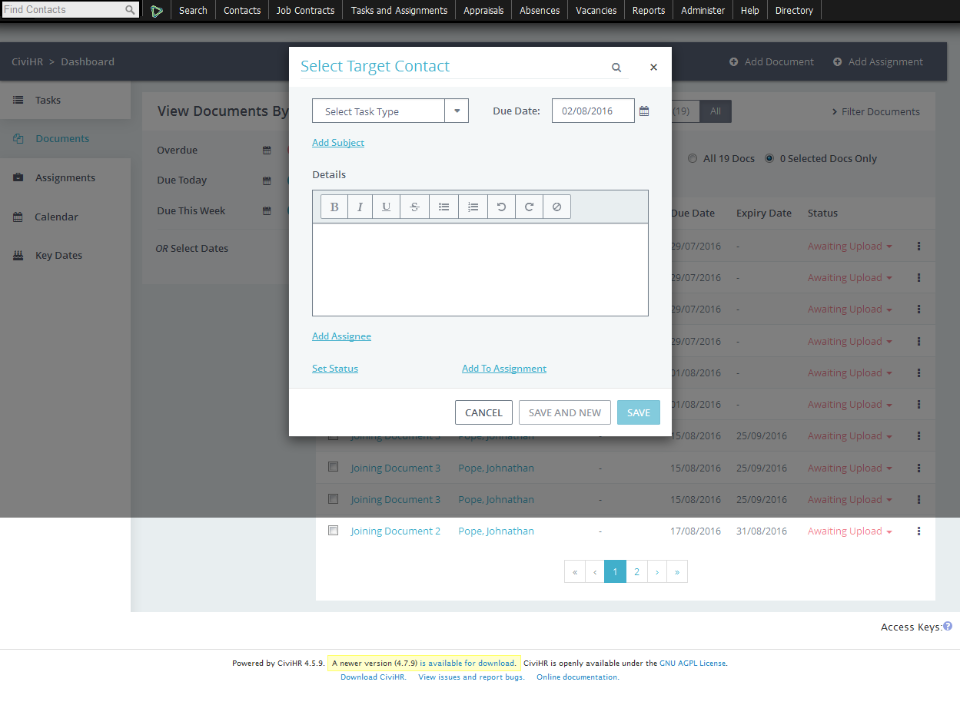 Find Contacts Search Contacts Job Contracts Tasks and Assignments Appraisals Absences Vacancies Reports Administer Help Directory
CiviHR > Dashboard
Add Document Add Assignment
Tasks
Documents
Assignments
Calendar
Key Dates
View Documents By
Overdue
Due Today
Due This Week
OR Select Dates
Select Target Contact ×
Select Task Type Due Date: 02/08/2016
Add Subject
Details
B I U S
Add Assignee
Set Status Add To Assignment
CANCEL SAVE AND NEW SAVE
(19) All > Filter Documents
All 19 Docs 0 Selected Docs Only
Due Date Expiry Date Status
29/07/2016 - Awaiting Upload
29/07/2016 - Awaiting Upload
29/07/2016 - Awaiting Upload
29/07/2016 - Awaiting Upload
01/08/2016 - Awaiting Upload
01/08/2016 - Awaiting Upload
Joining Document 3 Pope, Johnathan - 15/08/2016 25/09/2016 Awaiting Upload
Joining Document 3 Pope, Johnathan - 15/08/2016 25/09/2016 Awaiting Upload
Joining Document 3 Pope, Johnathan - 15/08/2016 25/09/2016 Awaiting Upload
Joining Document 2 Pope, Johnathan - 17/08/2016 31/08/2016 Awaiting Upload
« ‹ 1 2 › »
Access Keys: ?
Powered by CiviHR 4.5.9. A newer version (4.7.9) is available for download. CiviHR is openly available under the GNU AGPL License.
Download CiviHR. View issues and report bugs. Online documentation.